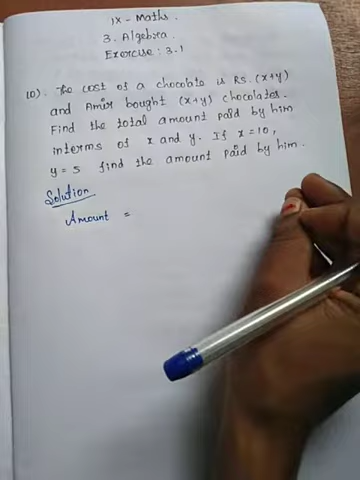 IX - Maths.
3. Algebra.
Exercise: 3.1
10). The cost of a chocolate is Rs. (x+y)
and Amir bought (x+y) chocolates.
Find the total amount paid by him
interms of x and y. If x = 10,
y = 5 find the amount paid by him.
Solution
Amount =